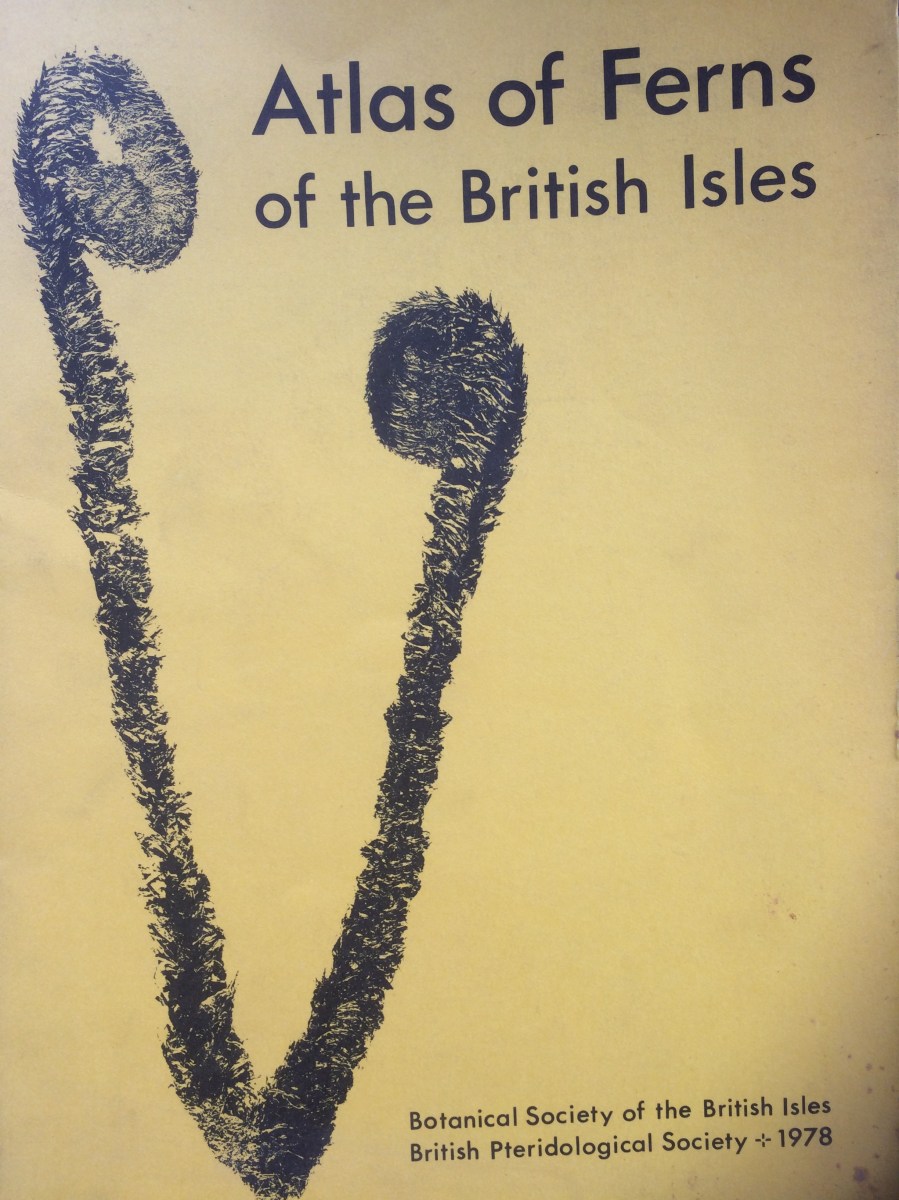 Atlas of Ferns
of the British Isles
Botanical Society of the British Isles
British Pteridological Society ⊹ 1978